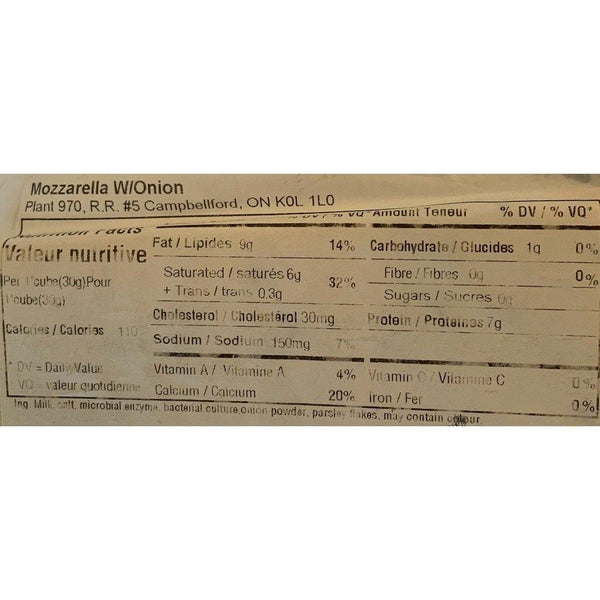 Mozzarella W/Onion
Plant 970, R.R. #5 Campbellford, ON K0L 1L0
Amount Teneur % DV / % VQ*
Facts
Valeur nutritive
Per 1"cube(30g)Pour
1"cube(30g)
Calories / Calories 110
* DV = Daily Value
VQ = valeur quotidienne
Fat / Lipides 9g 14%
Saturated / saturés 6g
+ Trans / trans 0.3g 32%
Cholesterol / Cholestérol 30mg
Sodium / Sodium 150mg 7%
Vitamin A / Vitamine A 4%
Calcium / Calcium 20%
Carbohydrate / Glucides 1g 0%
Fibre / Fibres 0g 0%
Sugars / Sucres 0g
Protein / Protéines 7g
Vitamin C / Vitamine C 0%
Iron / Fer 0%
Ing. Milk, salt, microbial enzyme, bacterial culture,onion powder, parsley flakes, may contain colour.